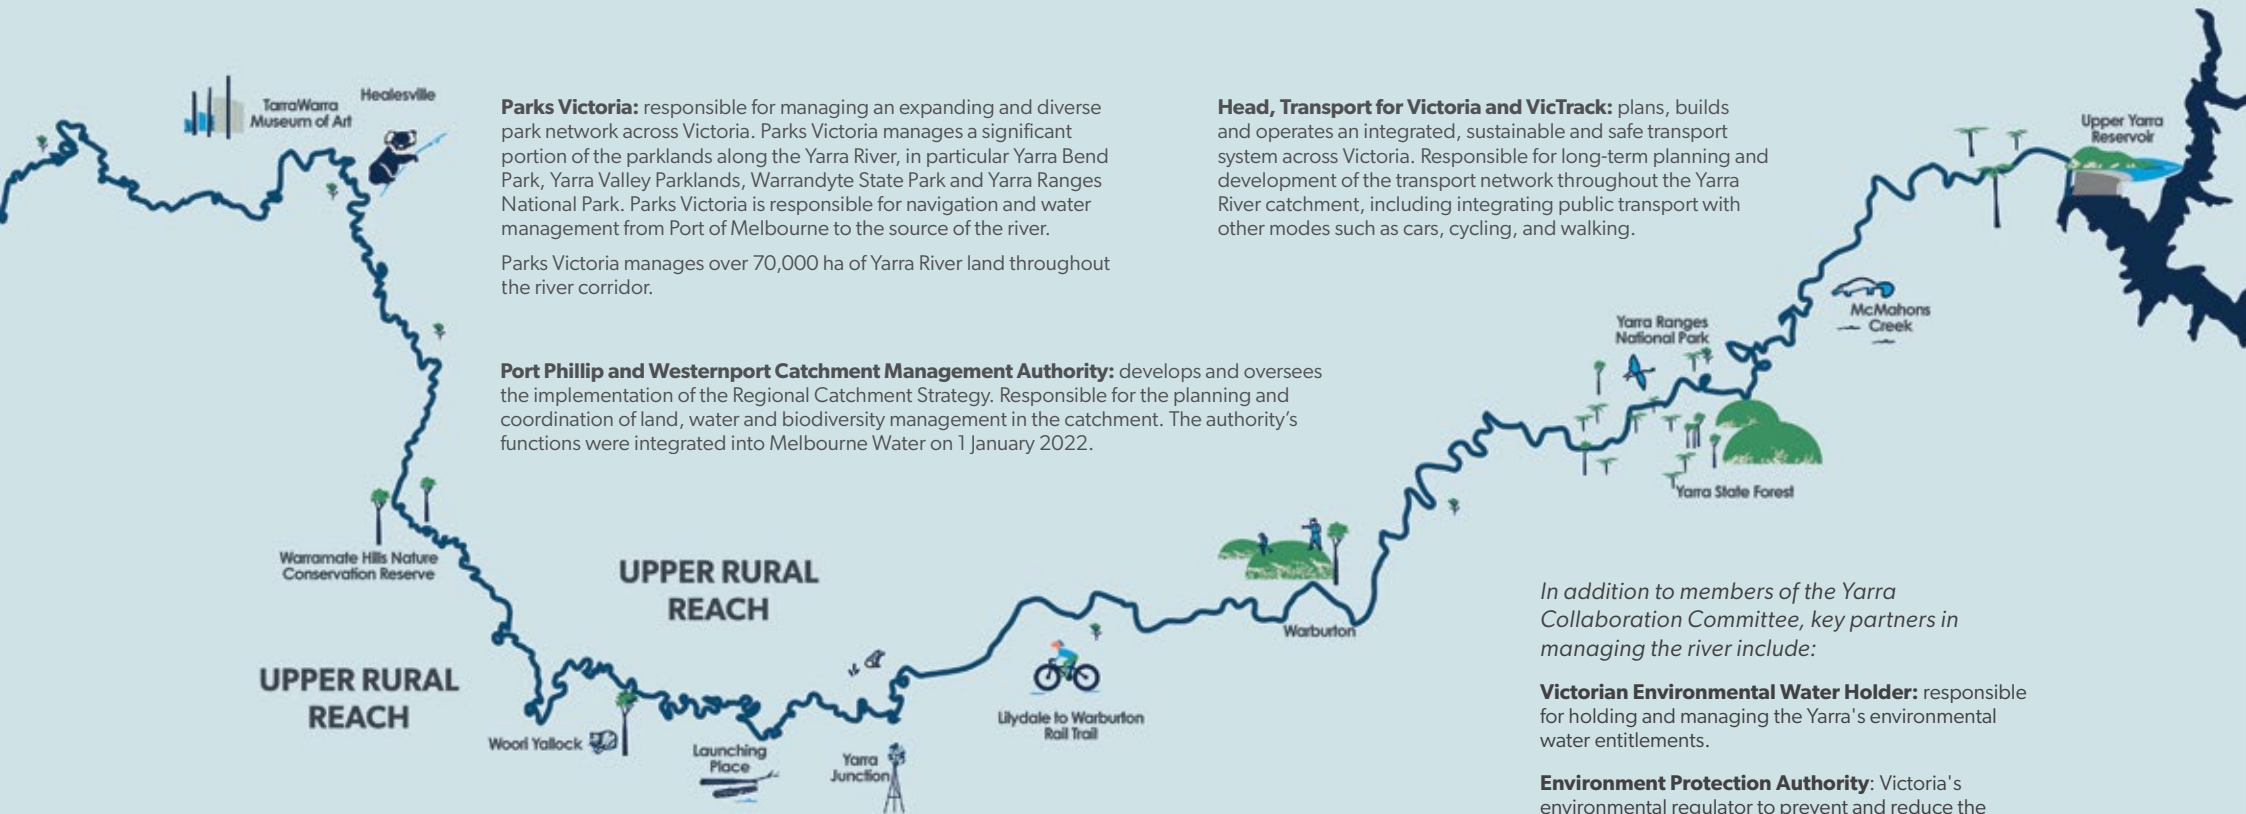 TarraWarra
Museum of Art
Healesville
Parks Victoria: responsible for managing an expanding and diverse
park network across Victoria. Parks Victoria manages a significant
portion of the parklands along the Yarra River, in particular Yarra Bend
Park, Yarra Valley Parklands, Warrandyte State Park and Yarra Ranges
National Park. Parks Victoria is responsible for navigation and water
management from Port of Melbourne to the source of the river.
Parks Victoria manages over 70,000 ha of Yarra River land throughout
the river corridor.
Head, Transport for Victoria and VicTrack: plans, builds
and operates an integrated, sustainable and safe transport
system across Victoria. Responsible for long-term planning and
development of the transport network throughout the Yarra
River catchment, including integrating public transport with
other modes such as cars, cycling, and walking.
Upper Yarra
Reservoir
McMahons
Creek
Yarra Ranges
National Park
Port Phillip and Westernport Catchment Management Authority: develops and oversees
the implementation of the Regional Catchment Strategy. Responsible for the planning and
coordination of land, water and biodiversity management in the catchment. The authority's
functions were integrated into Melbourne Water on 1 January 2022.
Yarra State Forest
Warramate Hills Nature
Conservation Reserve
UPPER RURAL
REACH
Warburton
UPPER RURAL
REACH
Woori Yallock
Launching
Place
Yarra
Junction
Lilydale to Warburton
Rail Trail
In addition to members of the Yarra
Collaboration Committee, key partners in
managing the river include:
Victorian Environmental Water Holder: responsible
for holding and managing the Yarra's environmental
water entitlements.
Environment Protection Authority: Victoria's
environmental regulator to prevent and reduce the